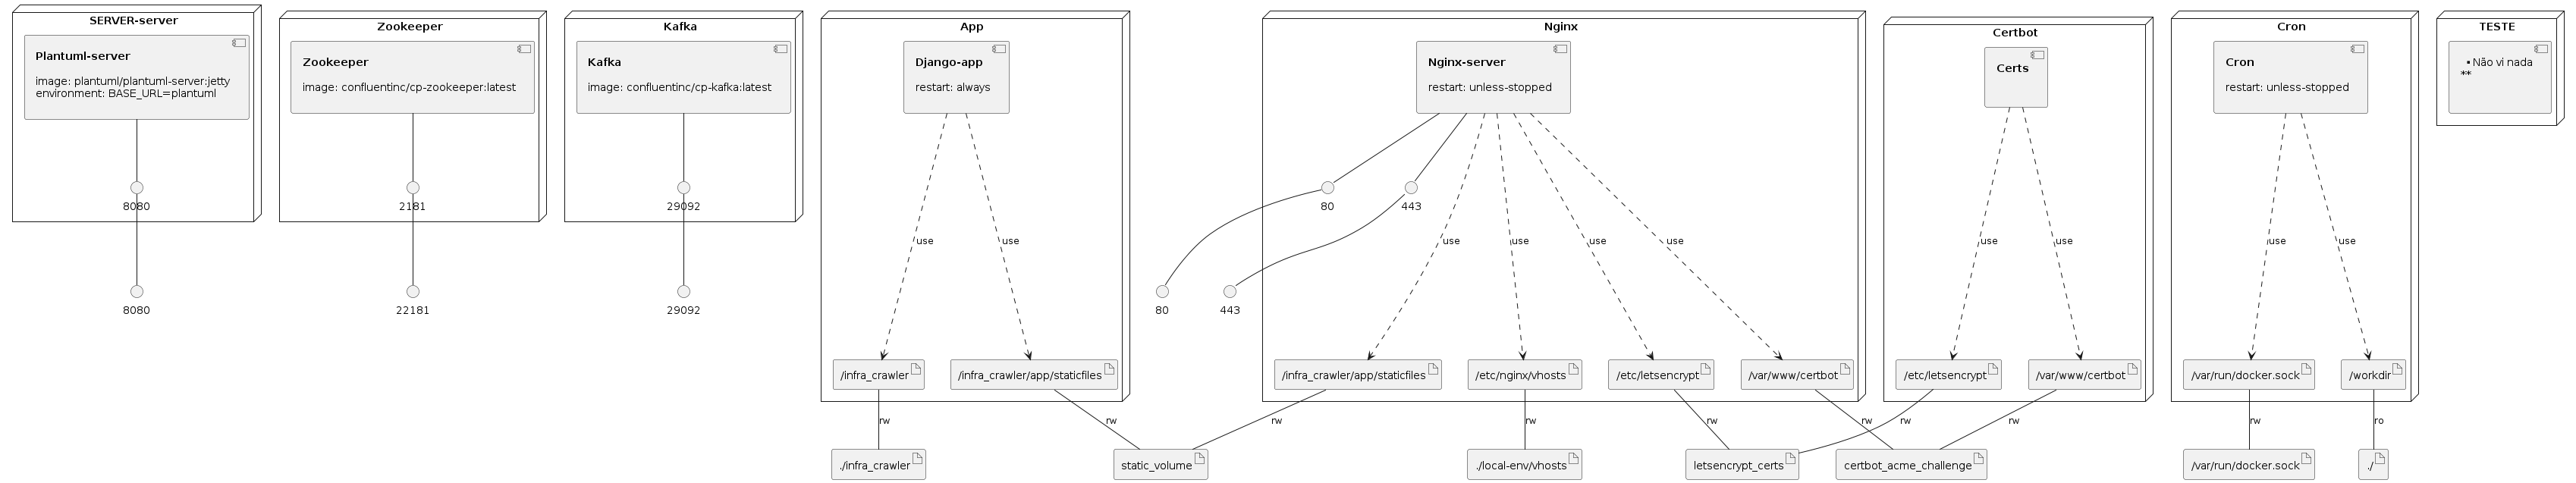 SERVER-server
Plantuml-server
image: plantuml/plantuml-server:jetty
environment: BASE_URL=plantuml
8080
8080
Zookeeper
Zookeeper
image: confluentinc/cp-zookeeper:latest
2181
22181
Kafka
Kafka
image: confluentinc/cp-kafka:latest
29092
29092
App
Django-app
restart: always
use
use
/infra_crawler
/infra_crawler/app/staticfiles
rw
rw
./infra_crawler
static_volume
Nginx
Nginx-server
restart: unless-stopped
80
443
80
443
use
use
use
use
/infra_crawler/app/staticfiles
/etc/nginx/vhosts
/etc/letsencrypt
/var/www/certbot
rw
rw
rw
rw
./local-env/vhosts
letsencrypt_certs
certbot_acme_challenge
Certbot
Certs
use
use
/etc/letsencrypt
/var/www/certbot
rw
rw
Cron
Cron
restart: unless-stopped
use
use
/var/run/docker.sock
/workdir
rw
ro
/var/run/docker.sock
./
TESTE
▪ Não vi nada
**